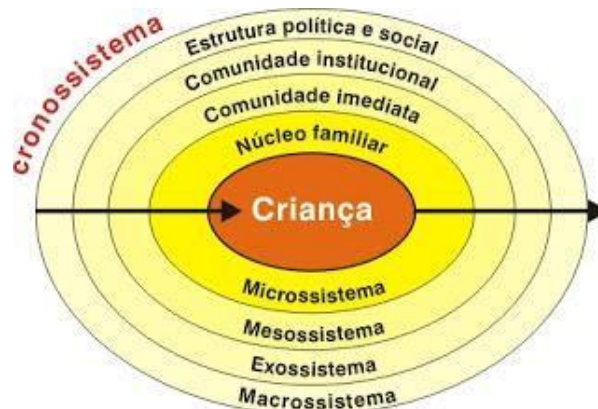 cronossistema
Estrutura política e social
Comunidade institucional
Comunidade imediata
Núcleo familiar
Criança
Microssistema
Mesossistema
Exossistema
Macrossistema